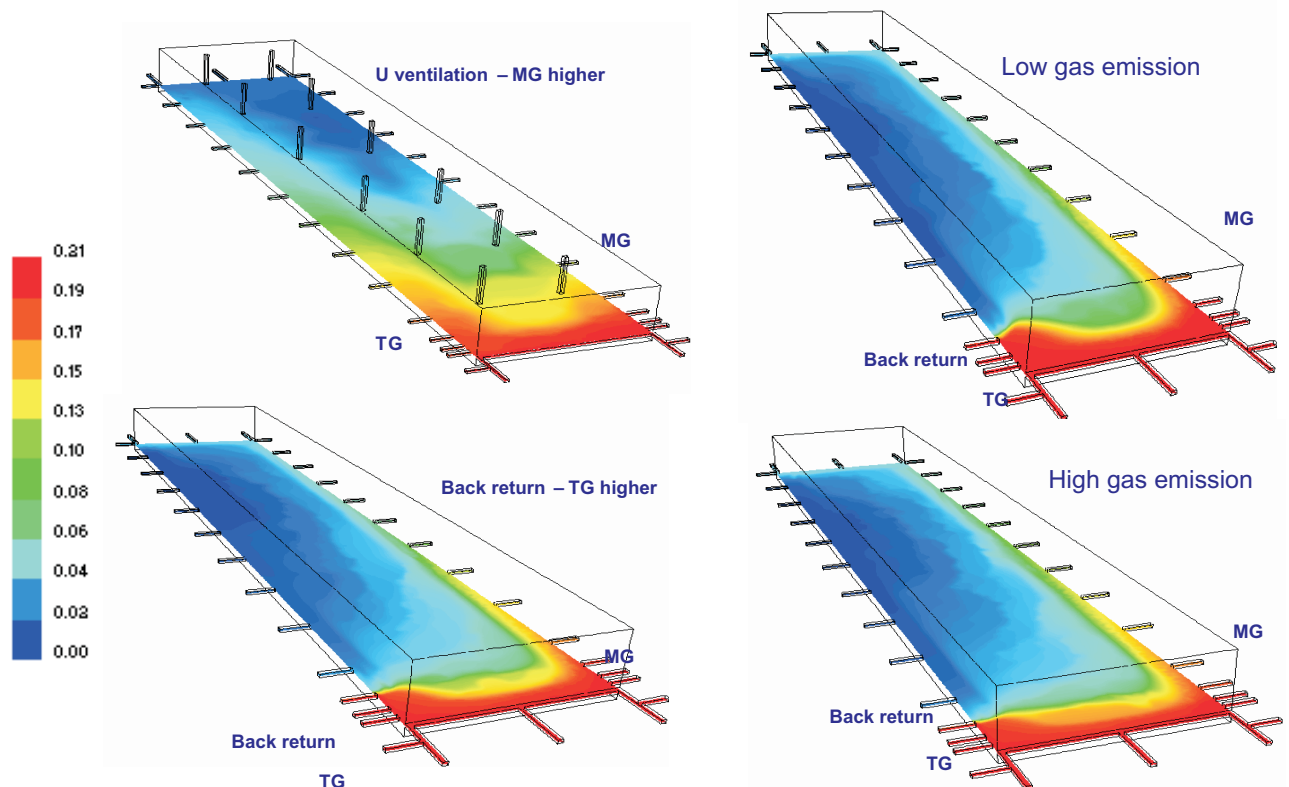 U ventilation – MG higher
MG
TG
0.21
0.19
0.17
0.15
0.13
0.10
0.08
0.06
0.04
0.02
0.00
Low gas emission
MG
Back return
TG
Back return – TG higher
MG
Back return
TG
High gas emission
MG
Back return
TG